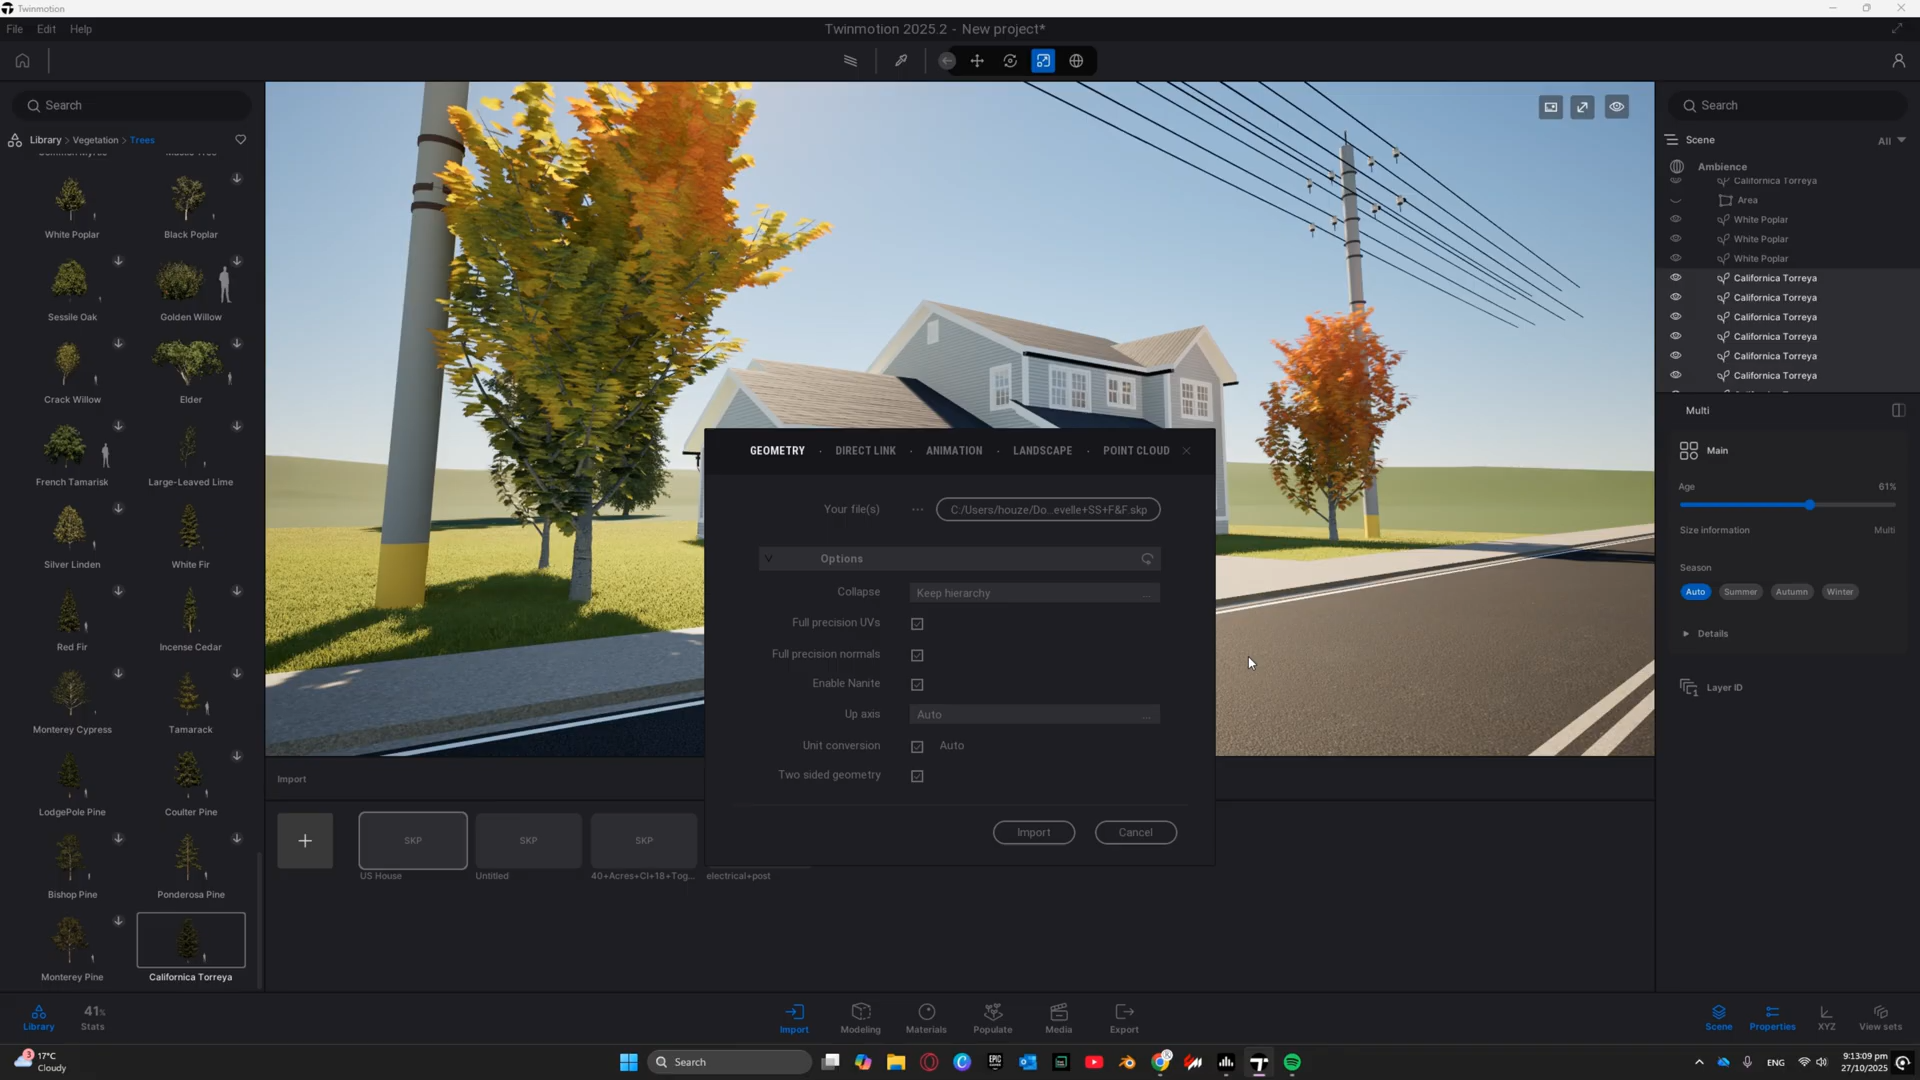 Twinmotion
File Edit Help
Twinmotion 2025.2 - New project*
Search
Library > Vegetation > Trees
White Poplar
Black Poplar
Sessile Oak
Golden Willow
Crack Willow
Elder
French Tamarisk
Large-Leaved Lime
Silver Linden
White Fir
Red Fir
Incense Cedar
Monterey Cypress
Tamarack
LodgePole Pine
Coulter Pine
Bishop Pine
Ponderosa Pine
Monterey Pine
Californica Torreya
Library
41% Stats
GEOMETRY · DIRECT LINK · ANIMATION · LANDSCAPE · POINT CLOUD
Your file(s) ... C:/Users/houze/Do...evelle+SS+F&F.skp
Options
Collapse Keep hierarchy ...
Full precision UVs
Full precision normals
Enable Nanite
Up axis Auto ...
Unit conversion Auto
Two sided geometry
Import Cancel
Import
SKP SKP SKP
US House Untitled 40+Acres+CI+18+Tog... electrical+post
Import Modeling Materials Populate Media Export
Search
Scene All
Ambience
Californica Torreya
Area
White Poplar
White Poplar
White Poplar
Californica Torreya
Californica Torreya
Californica Torreya
Californica Torreya
Californica Torreya
Californica Torreya
Multi
Main
Age 61%
Size information Multi
Season
Auto Summer Autumn Winter
Details
Layer ID
Scene Properties XYZ View sets
3 17°C
Cloudy
Search
EPIC
ENG
9:13:09 pm
27/10/2025